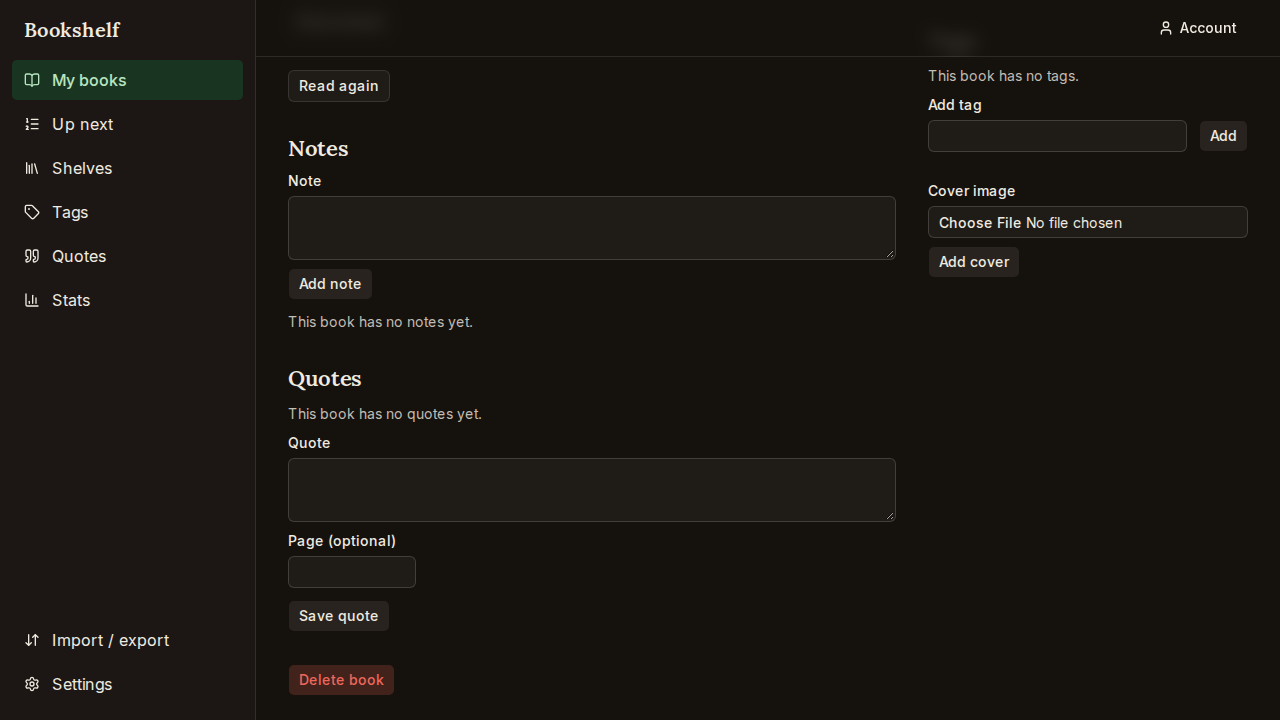 Bookshelf
My books
Up next
Shelves
Tags
Quotes
Stats
Import / export
Settings
Account
Read again
Notes
Note
Add note
This book has no notes yet.
Quotes
This book has no quotes yet.
Quote
Page (optional)
Save quote
Delete book
This book has no tags.
Add tag
Add
Cover image
Choose File No file chosen
Add cover